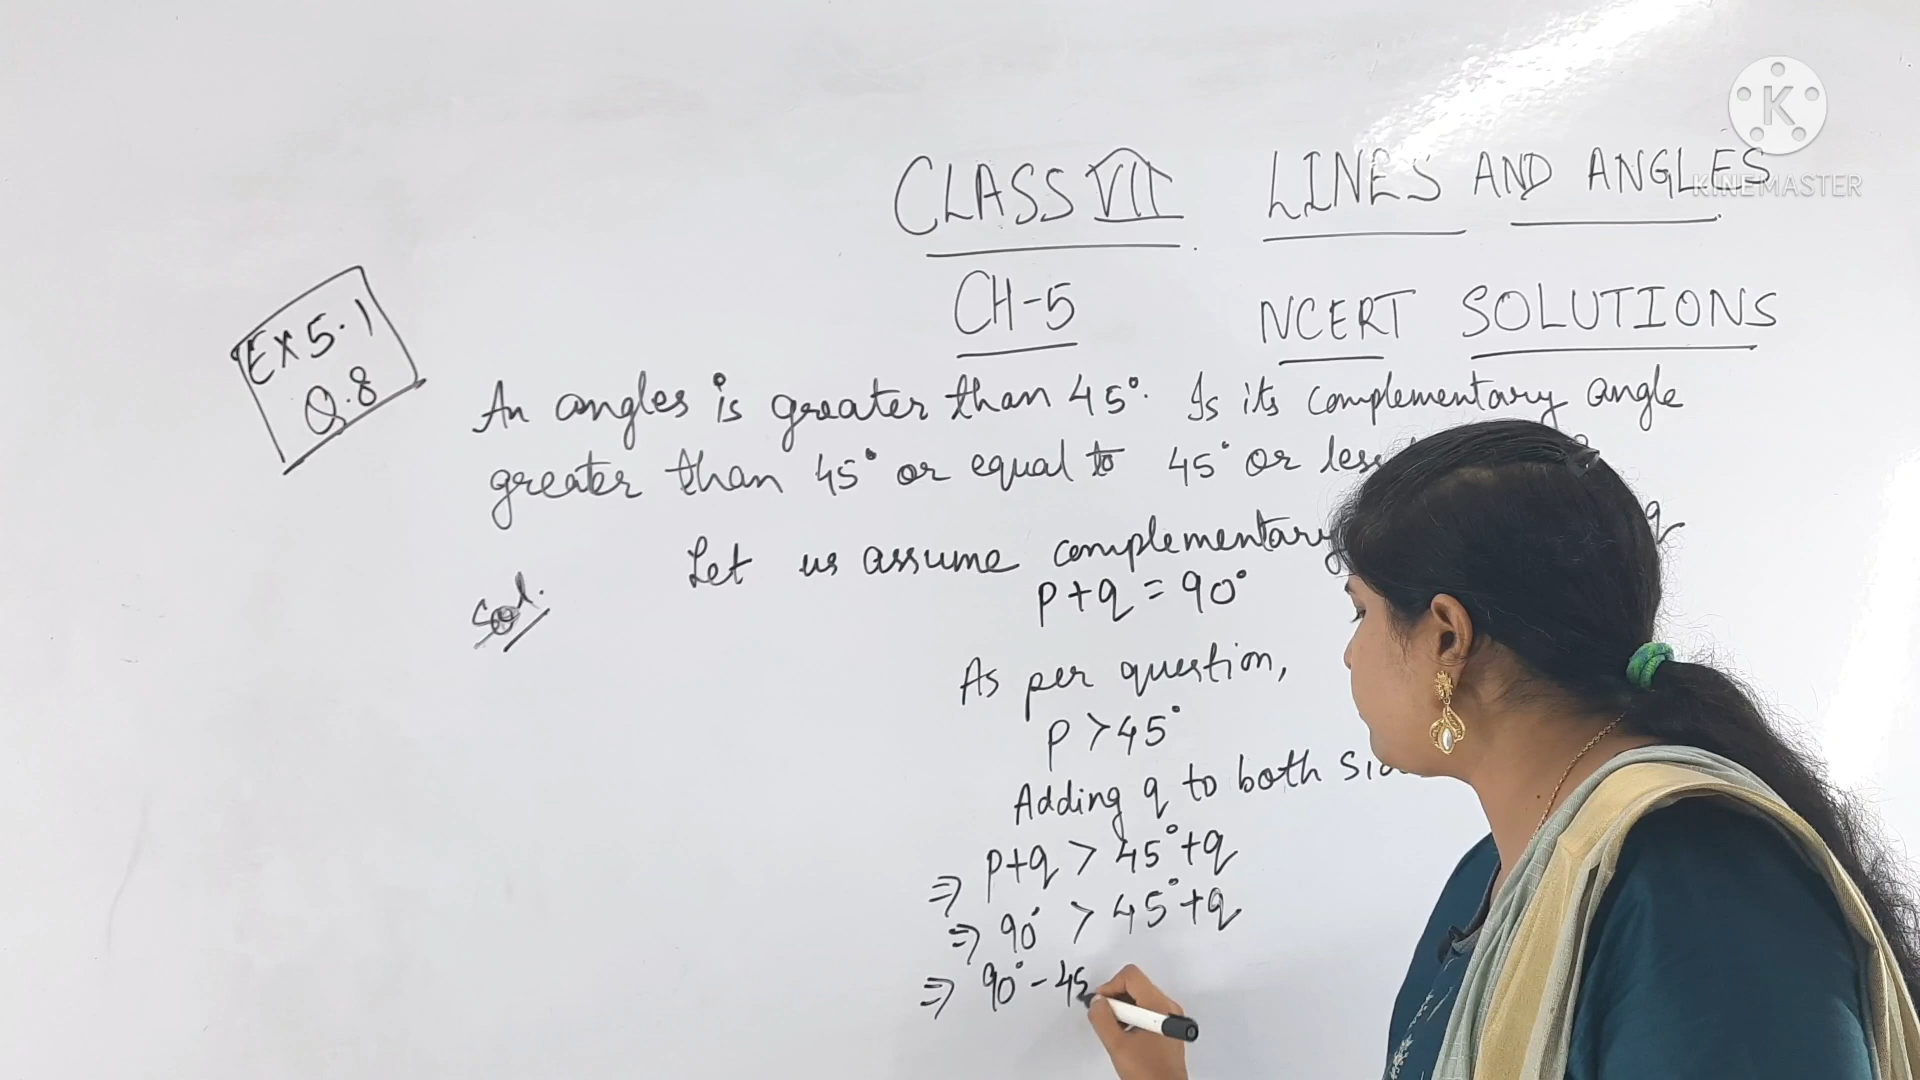 CLASS VII LINES AND ANGLES
CH-5 NCERT SOLUTIONS
EX 5.1
Q.8
An angles is greater than 45°. Is its complementary angle
greater than 45° or equal to 45° or less
Sol.
Let us assume complementary q
p+q = 90°
As per question,
p > 45°
Adding q to both
⇒ p+q > 45°+q
⇒ 90° > 45°+q
⇒ 90° - 45
K
KINEMASTER